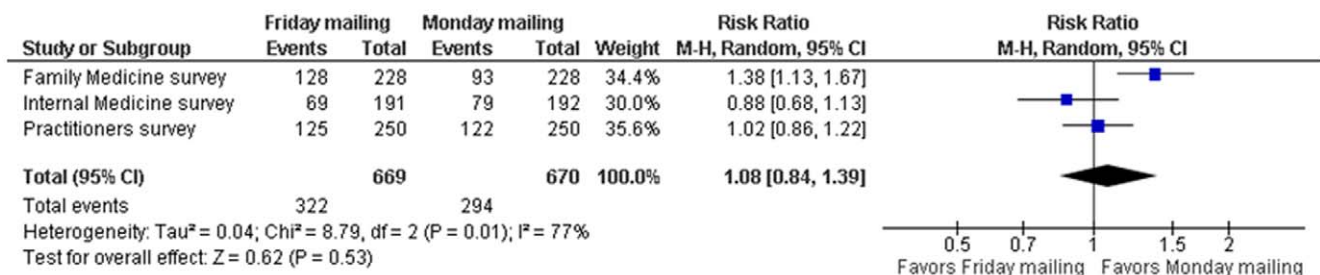 Friday mailing Monday mailing Risk Ratio Risk Ratio
Study or Subgroup Events Total Events Total Weight M-H, Random, 95% CI M-H, Random, 95% CI
Family Medicine survey 128 228 93 228 34.4% 1.38 [1.13, 1.67]
Internal Medicine survey 69 191 79 192 30.0% 0.88 [0.68, 1.13]
Practitioners survey 125 250 122 250 35.6% 1.02 [0.86, 1.22]
Total (95% CI) 669 670 100.0% 1.08 [0.84, 1.39]
Total events 322 294
Heterogeneity: Tau² = 0.04; Chi² = 8.79, df = 2 (P = 0.01); I² = 77%
Test for overall effect: Z = 0.62 (P = 0.53)
0.5 0.7 1 1.5 2
Favors Friday mailing Favors Monday mailing